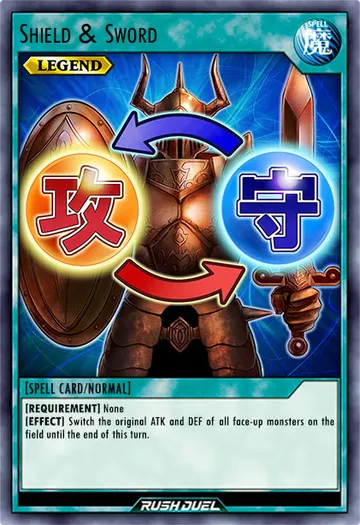 SHIELD & SWORD
SPELL
魔
LEGEND
攻
守
[SPELL CARD/NORMAL]
[REQUIREMENT] None
[EFFECT] Switch the original ATK and DEF of all face-up monsters on
the field until the end of this turn.
RUSH DUEL